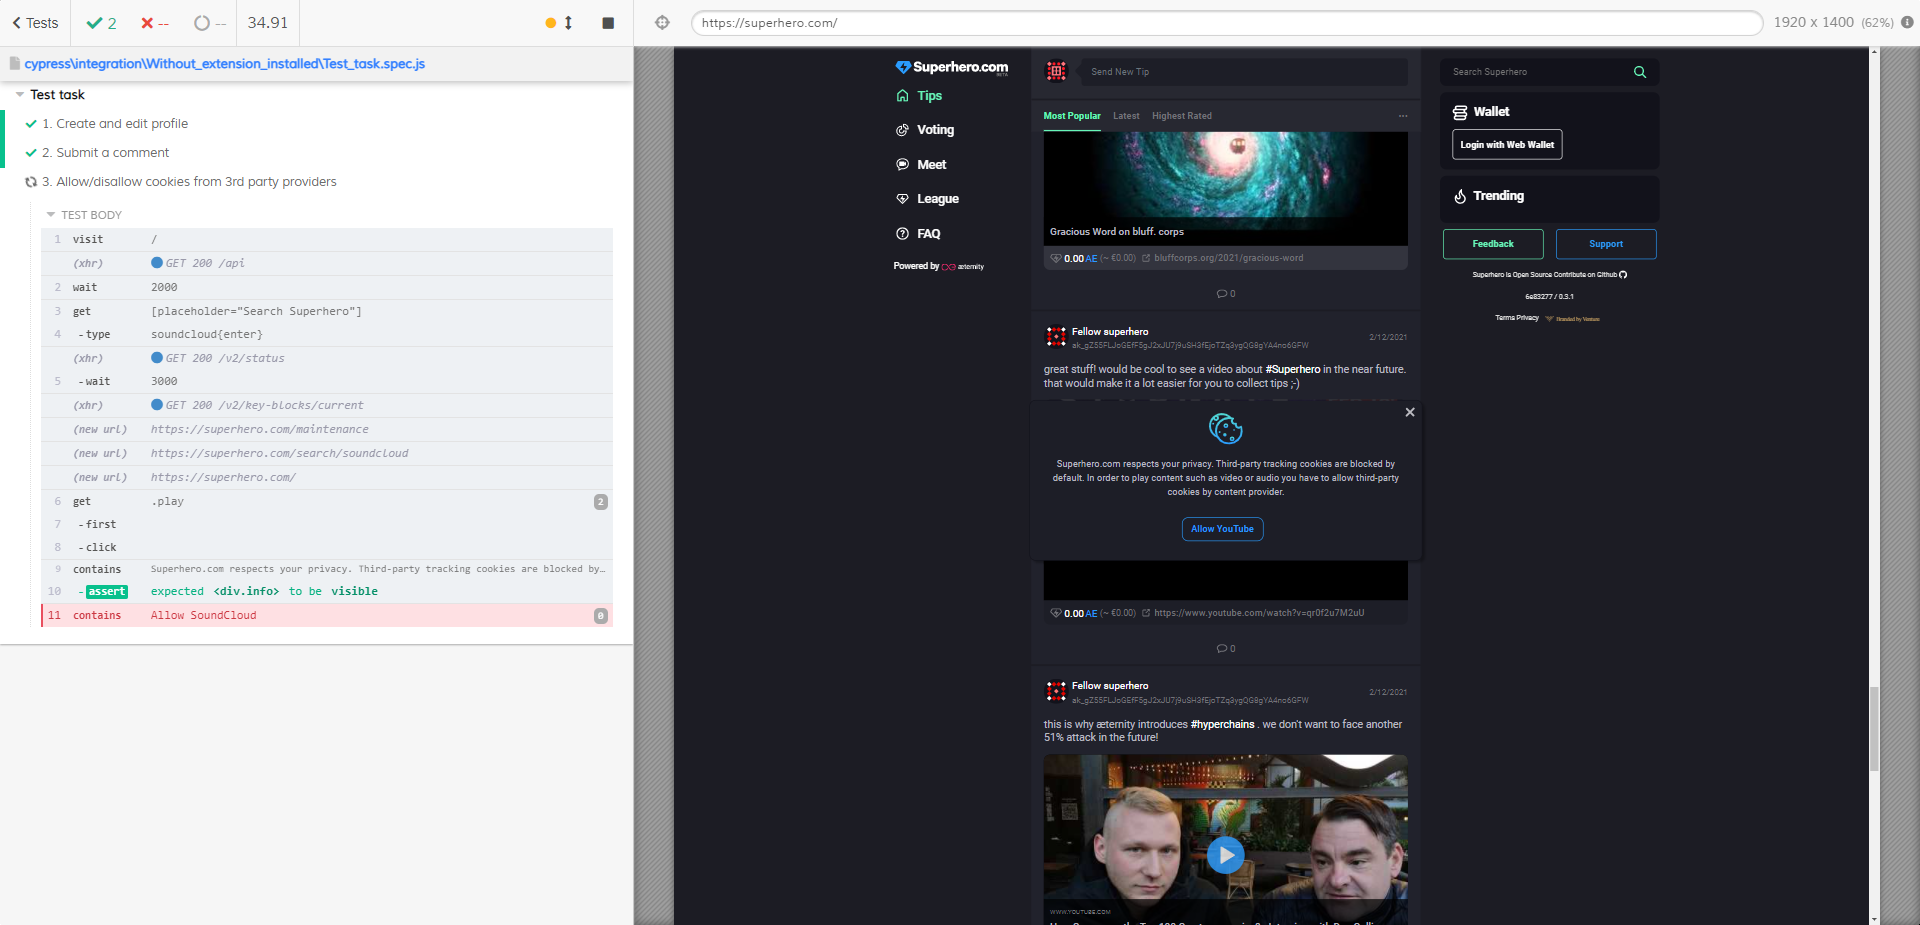 Tests
2
--
--
34.91
https://superhero.com/
1920 x 1400 (62%)
cypress\integration\Without_extension_installed\Test_task.spec.js
Test task
1. Create and edit profile
2. Submit a comment
3. Allow/disallow cookies from 3rd party providers
TEST BODY
1 visit /
(xhr) GET 200 /api
2 wait 2000
3 get [placeholder="Search Superhero"]
4 -type soundcloud{enter}
(xhr) GET 200 /v2/status
5 -wait 3000
(xhr) GET 200 /v2/key-blocks/current
(new url) https://superhero.com/maintenance
(new url) https://superhero.com/search/soundcloud
(new url) https://superhero.com/
6 get .play 2
7 -first
8 -click
9 contains Superhero.com respects your privacy. Third-party tracking cookies are blocked by...
10 -assert expected <div.info> to be visible
11 contains Allow SoundCloud 0
Superhero.com
BETA
Tips
Voting
Meet
League
FAQ
Powered by æternity
Send New Tip
Most Popular Latest Highest Rated ...
Gracious Word on bluff. corps
0.00 AE (~ €0.00) bluffcorps.org/2021/gracious-word
0
Fellow superhero
2/12/2021
great stuff! would be cool to see a video about #Superhero in the near future.
that would make it a lot easier for you to collect tips ;-)
Superhero.com respects your privacy. Third-party tracking cookies are blocked by
default. In order to play content such as video or audio you have to allow third-party
cookies by content provider.
Allow YouTube
0.00 AE (~ €0.00) https://www.youtube.com/watch?v=qr0f2u7M2uU
0
Fellow superhero
2/12/2021
this is why æternity introduces #hyperchains . we don't want to face another
51% attack in the future!
WWW.YOUTUBE.COM
Search Superhero
Wallet
Login with Web Wallet
Trending
Feedback
Support
Superhero is Open Source Contribute on Github
6e83277 / 0.3.1
Terms Privacy Branded by Venture